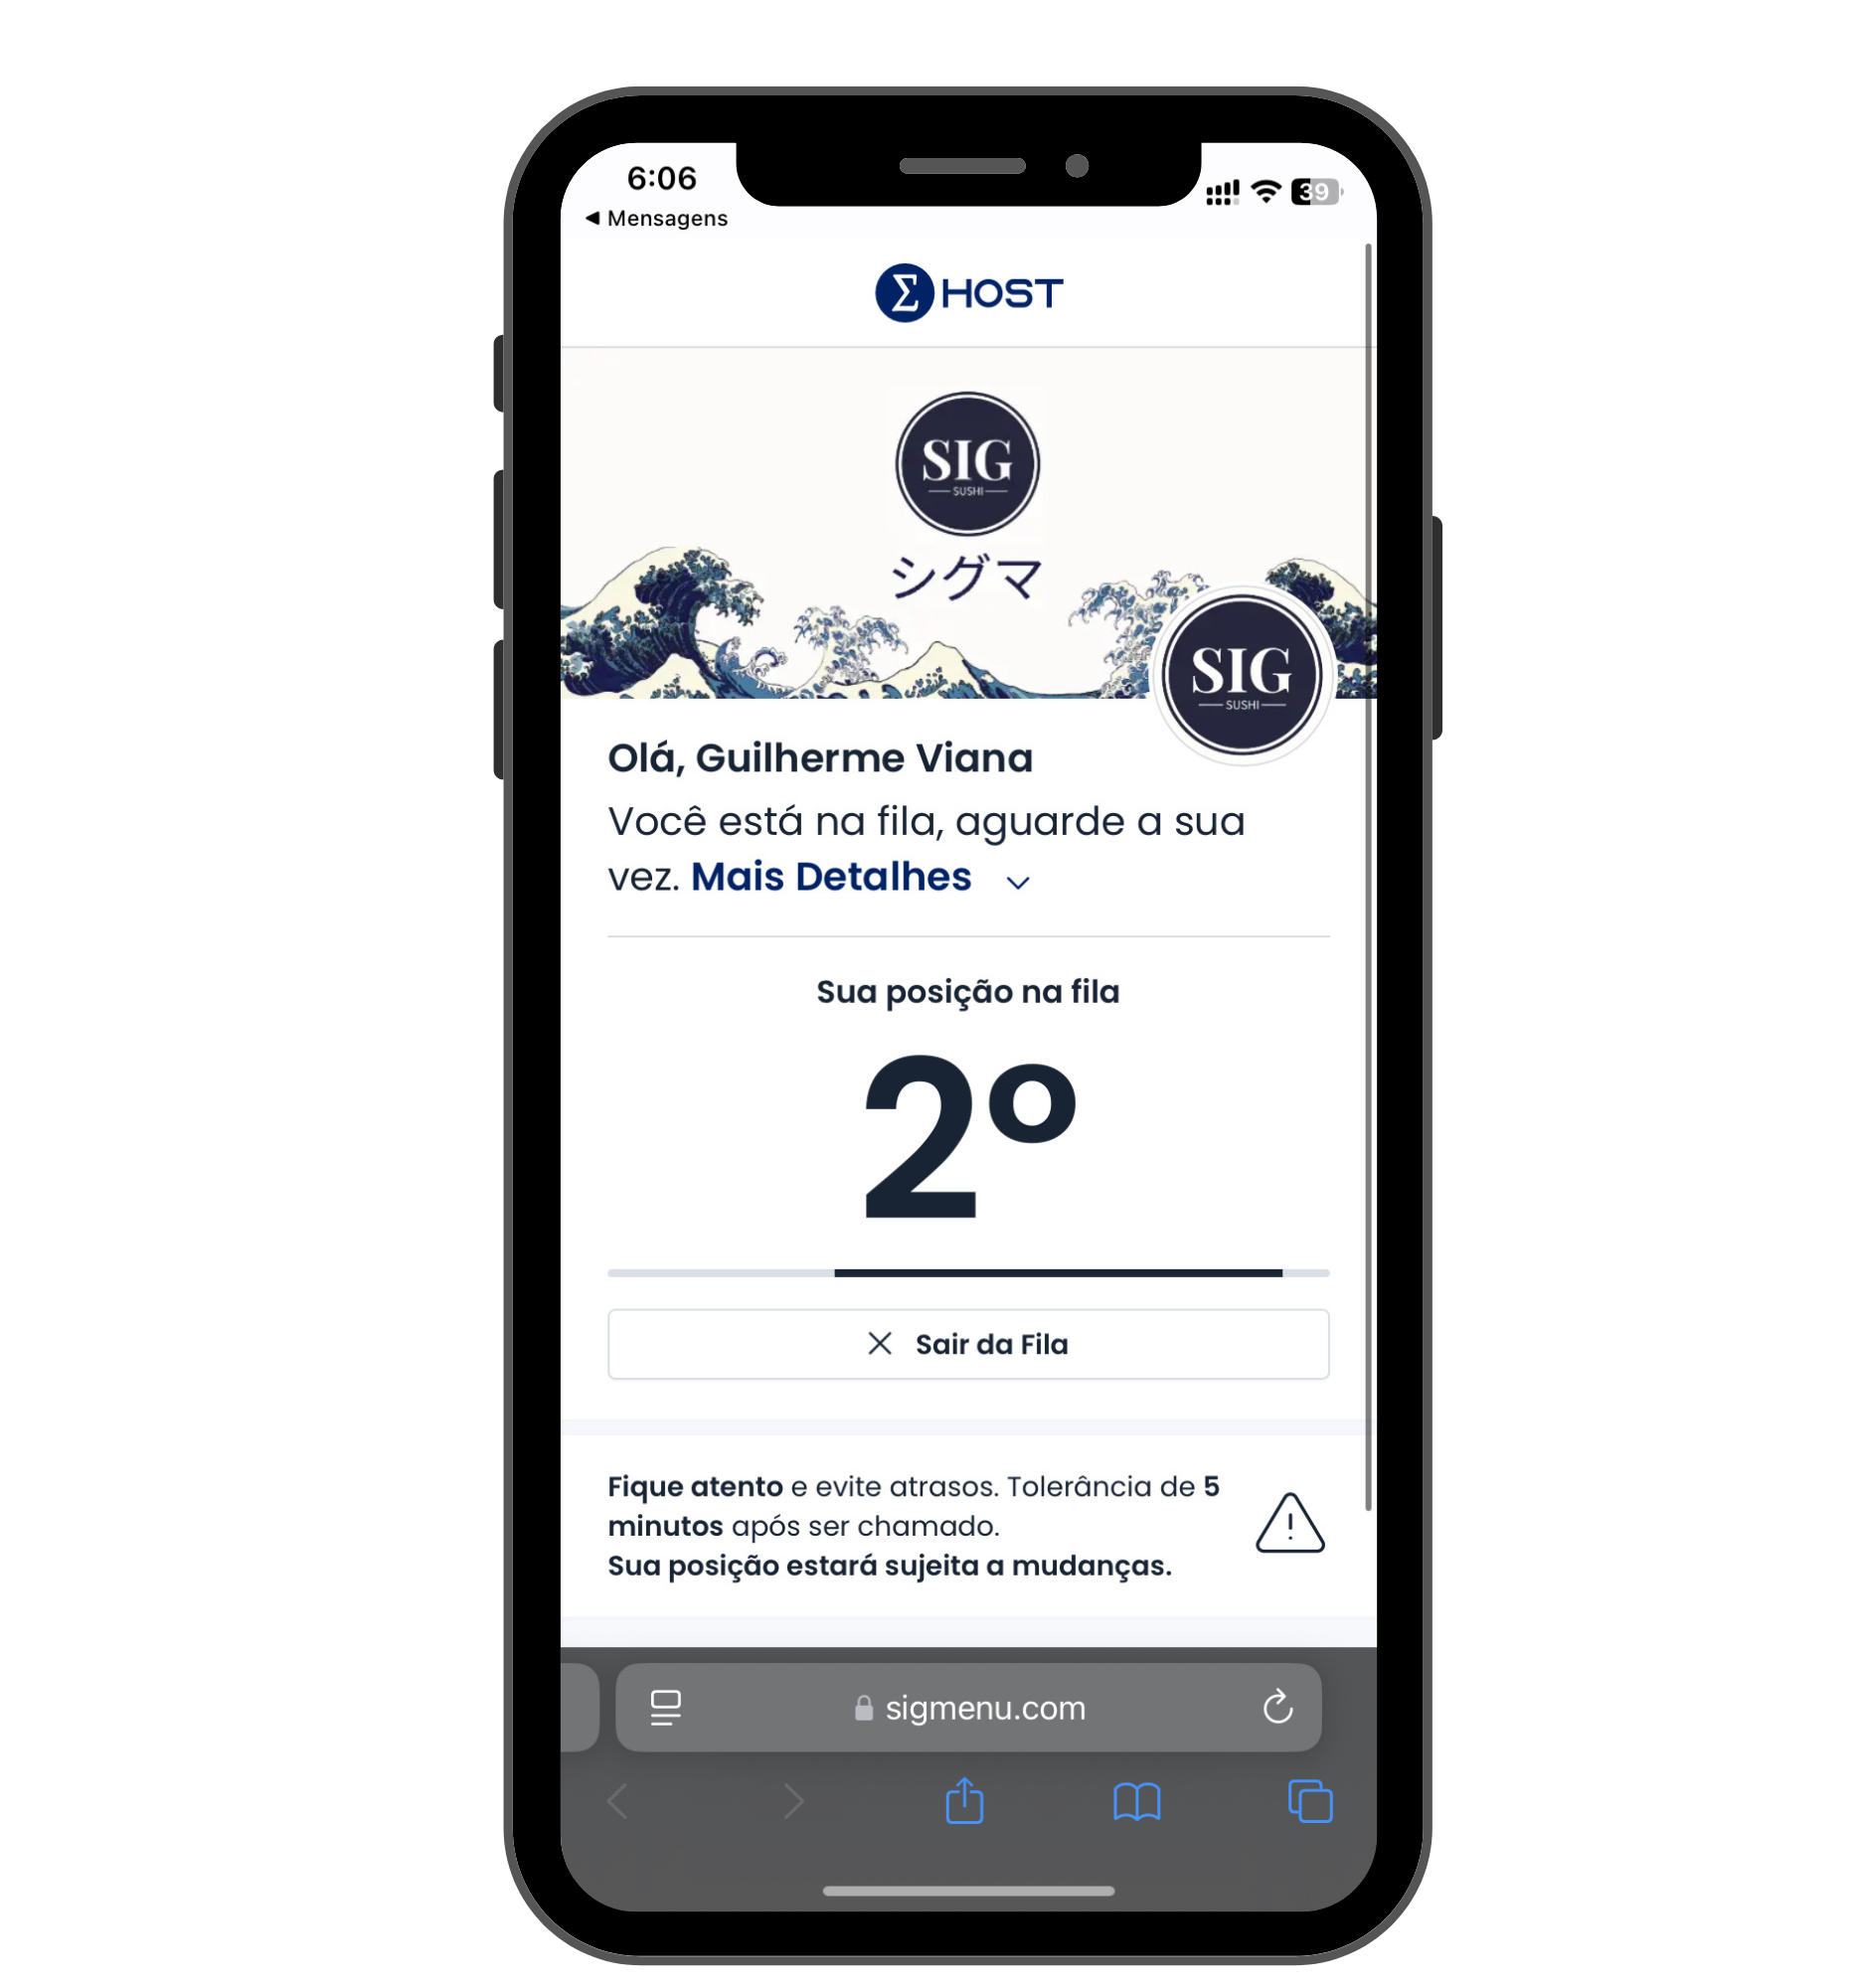 6:06
39
◀ Mensagens
Σ HOST
SIG
SUSHI
シグマ
SIG
SUSHI
Olá, Guilherme Viana
Você está na fila, aguarde a sua
vez. Mais Detalhes
Sua posição na fila
2º
Sair da Fila
Fique atento e evite atrasos. Tolerância de 5
minutos após ser chamado.
Sua posição estará sujeita a mudanças.
sigmenu.com